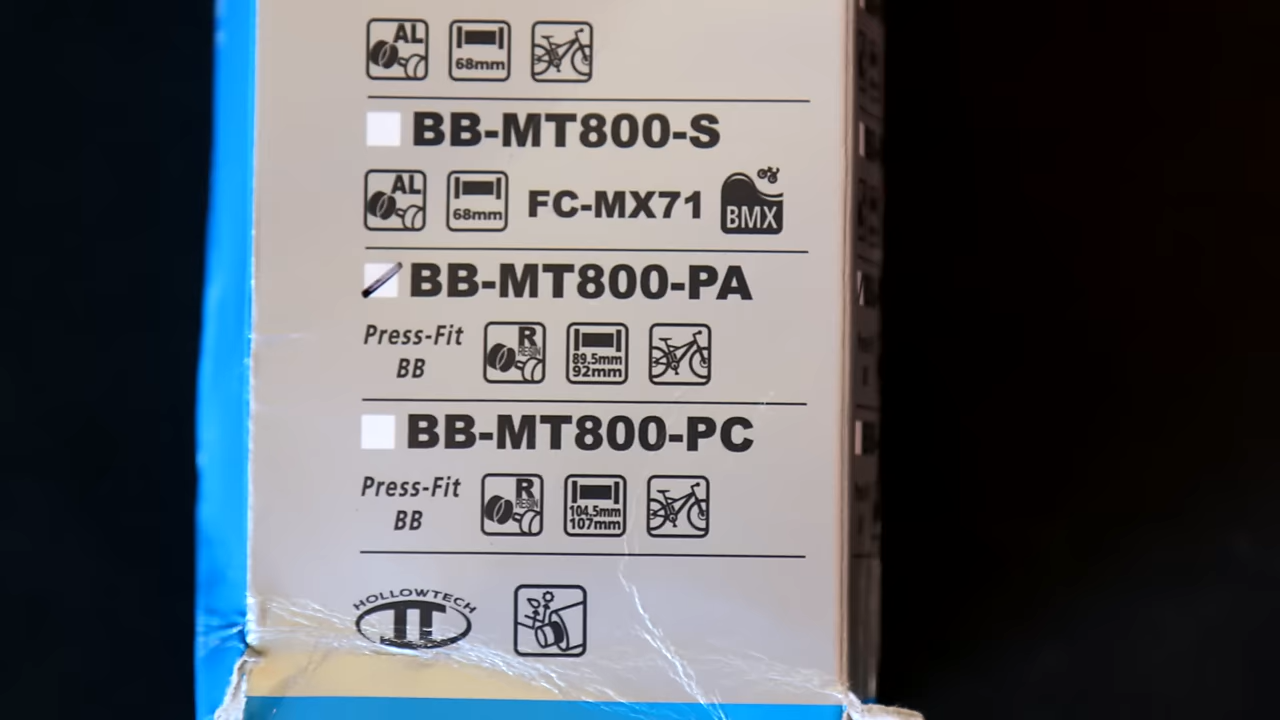 AL
68mm
BB-MT800-S
AL
68mm
FC-MX71
BMX
BB-MT800-PA
Press-Fit
BB
R
RESIN
89.5mm
92mm
BB-MT800-PC
Press-Fit
BB
R
RESIN
104.5mm
107mm
HOLLOWTECH
II